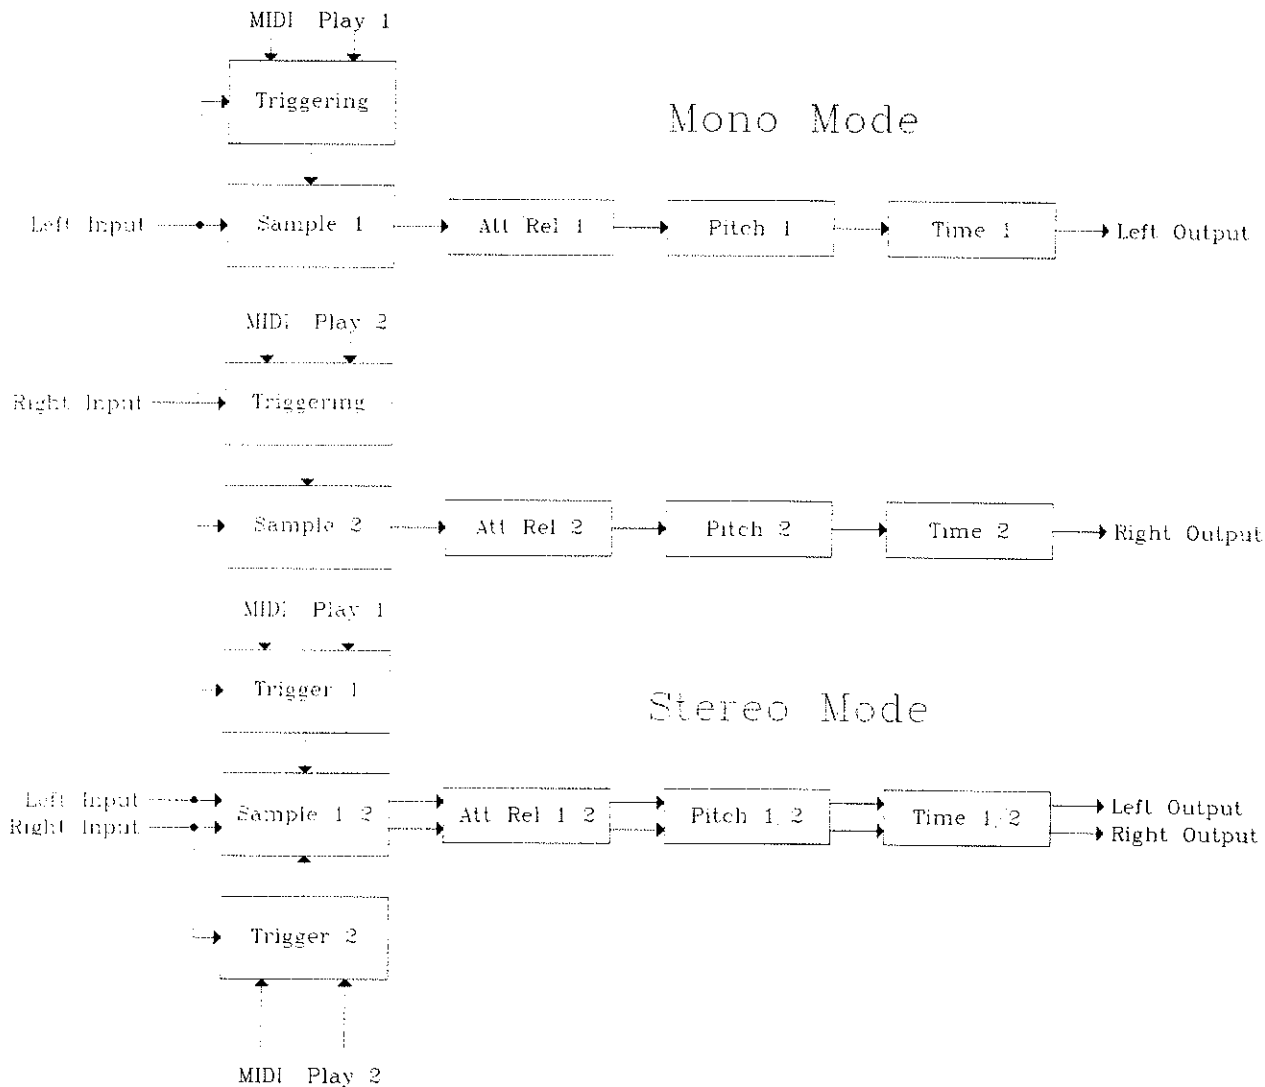 MIDI Play 1
Triggering
Mono Mode
Left Input
Sample 1
Att Rel 1
Pitch 1
Time 1
Left Output
MIDI Play 2
Right Input
Triggering
Sample 2
Att Rel 2
Pitch 2
Time 2
Right Output
MIDI Play 1
Trigger 1
Stereo Mode
Left Input
Right Input
Sample 1 2
Att Rel 1 2
Pitch 1/2
Time 1/2
Left Output
Right Output
Trigger 2
MIDI Play 2